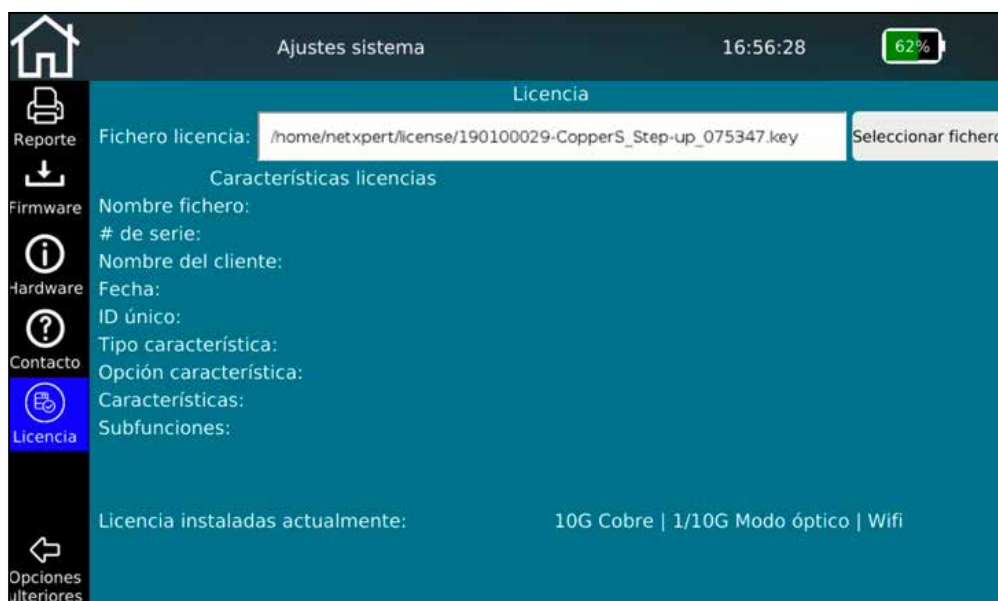 Ajustes sistema 16:56:28 62%
Licencia
Reporte
Fichero licencia: /home/netxpert/license/190100029-CopperS_Step-up_075347.key Seleccionar fichero
Características licencias
Firmware
Nombre fichero:
# de serie:
Nombre del cliente:
Hardware
Fecha:
ID único:
Tipo característica:
Contacto
Opción característica:
Características:
Licencia
Subfunciones:
Licencia instaladas actualmente: 10G Cobre | 1/10G Modo óptico | Wifi
Opciones
ulteriores